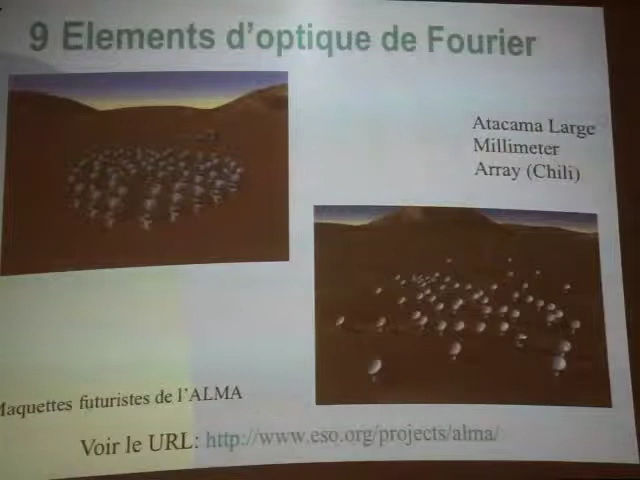 9 Elements d'optique de Fourier
Atacama Large
Millimeter
Array (Chili)
Maquettes futuristes de l'ALMA
Voir le URL: http://www.eso.org/projects/alma/